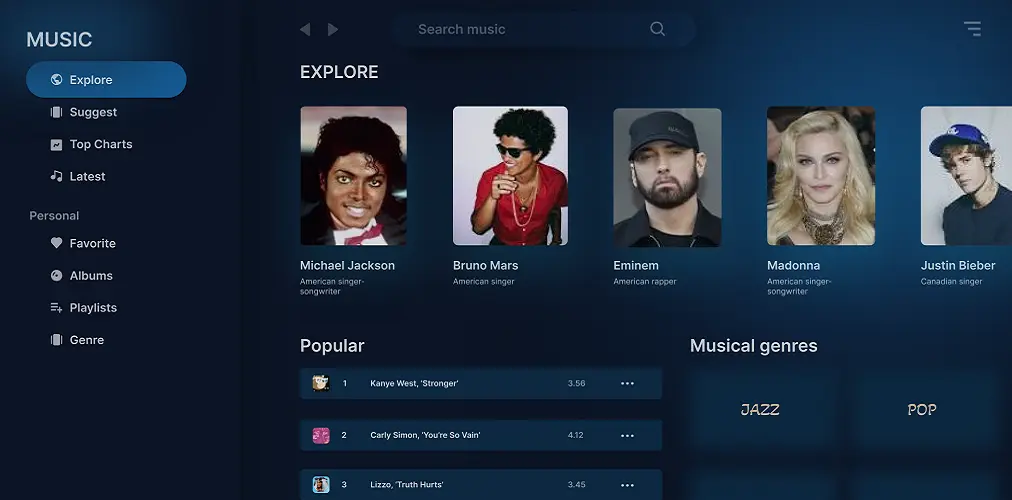 MUSIC
Explore
Suggest
Top Charts
Latest
Personal
Favorite
Albums
Playlists
Genre
Search music
EXPLORE
Michael Jackson
American singer-
songwriter
Bruno Mars
American singer
Eminem
American rapper
Madonna
American singer-
songwriter
Justin Bieber
Canadian singer
Popular
1 Kanye West, ‘Stronger’ 3.56
2 Carly Simon, ‘You're So Vain’ 4.12
3 Lizzo, ‘Truth Hurts’ 3.45
Musical genres
JAZZ
POP